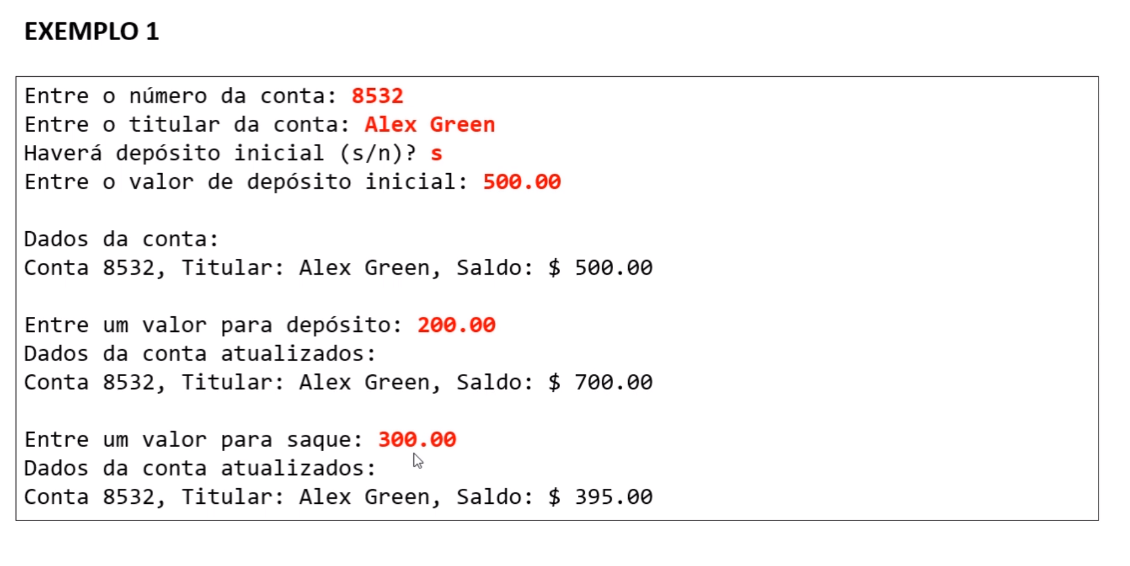 EXEMPLO 1
Entre o número da conta: 8532
Entre o titular da conta: Alex Green
Haverá depósito inicial (s/n)? s
Entre o valor de depósito inicial: 500.00
Dados da conta:
Conta 8532, Titular: Alex Green, Saldo: $ 500.00
Entre um valor para depósito: 200.00
Dados da conta atualizados:
Conta 8532, Titular: Alex Green, Saldo: $ 700.00
Entre um valor para saque: 300.00
Dados da conta atualizados:
Conta 8532, Titular: Alex Green, Saldo: $ 395.00